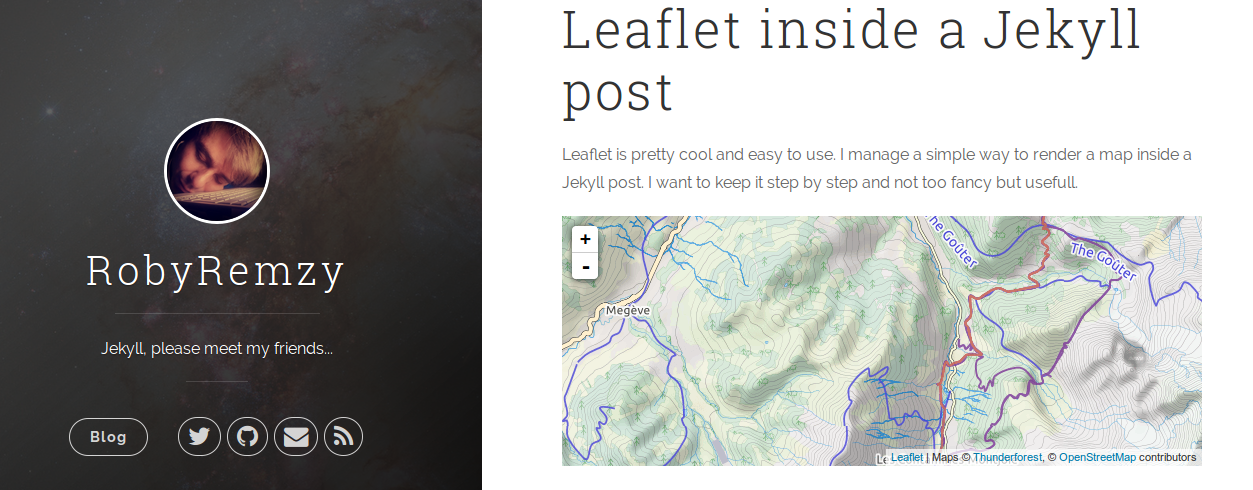 RobyRemzy
Jekyll, please meet my friends...
Blog
Leaflet inside a Jekyll
post
Leaflet is pretty cool and easy to use. I manage a simple way to render a map inside a
Jekyll post. I want to keep it step by step and not too fancy but usefull.
+
-
The Goûter
The Goûter
Megève
Leaflet | Maps © Thunderforest, © OpenStreetMap contributors